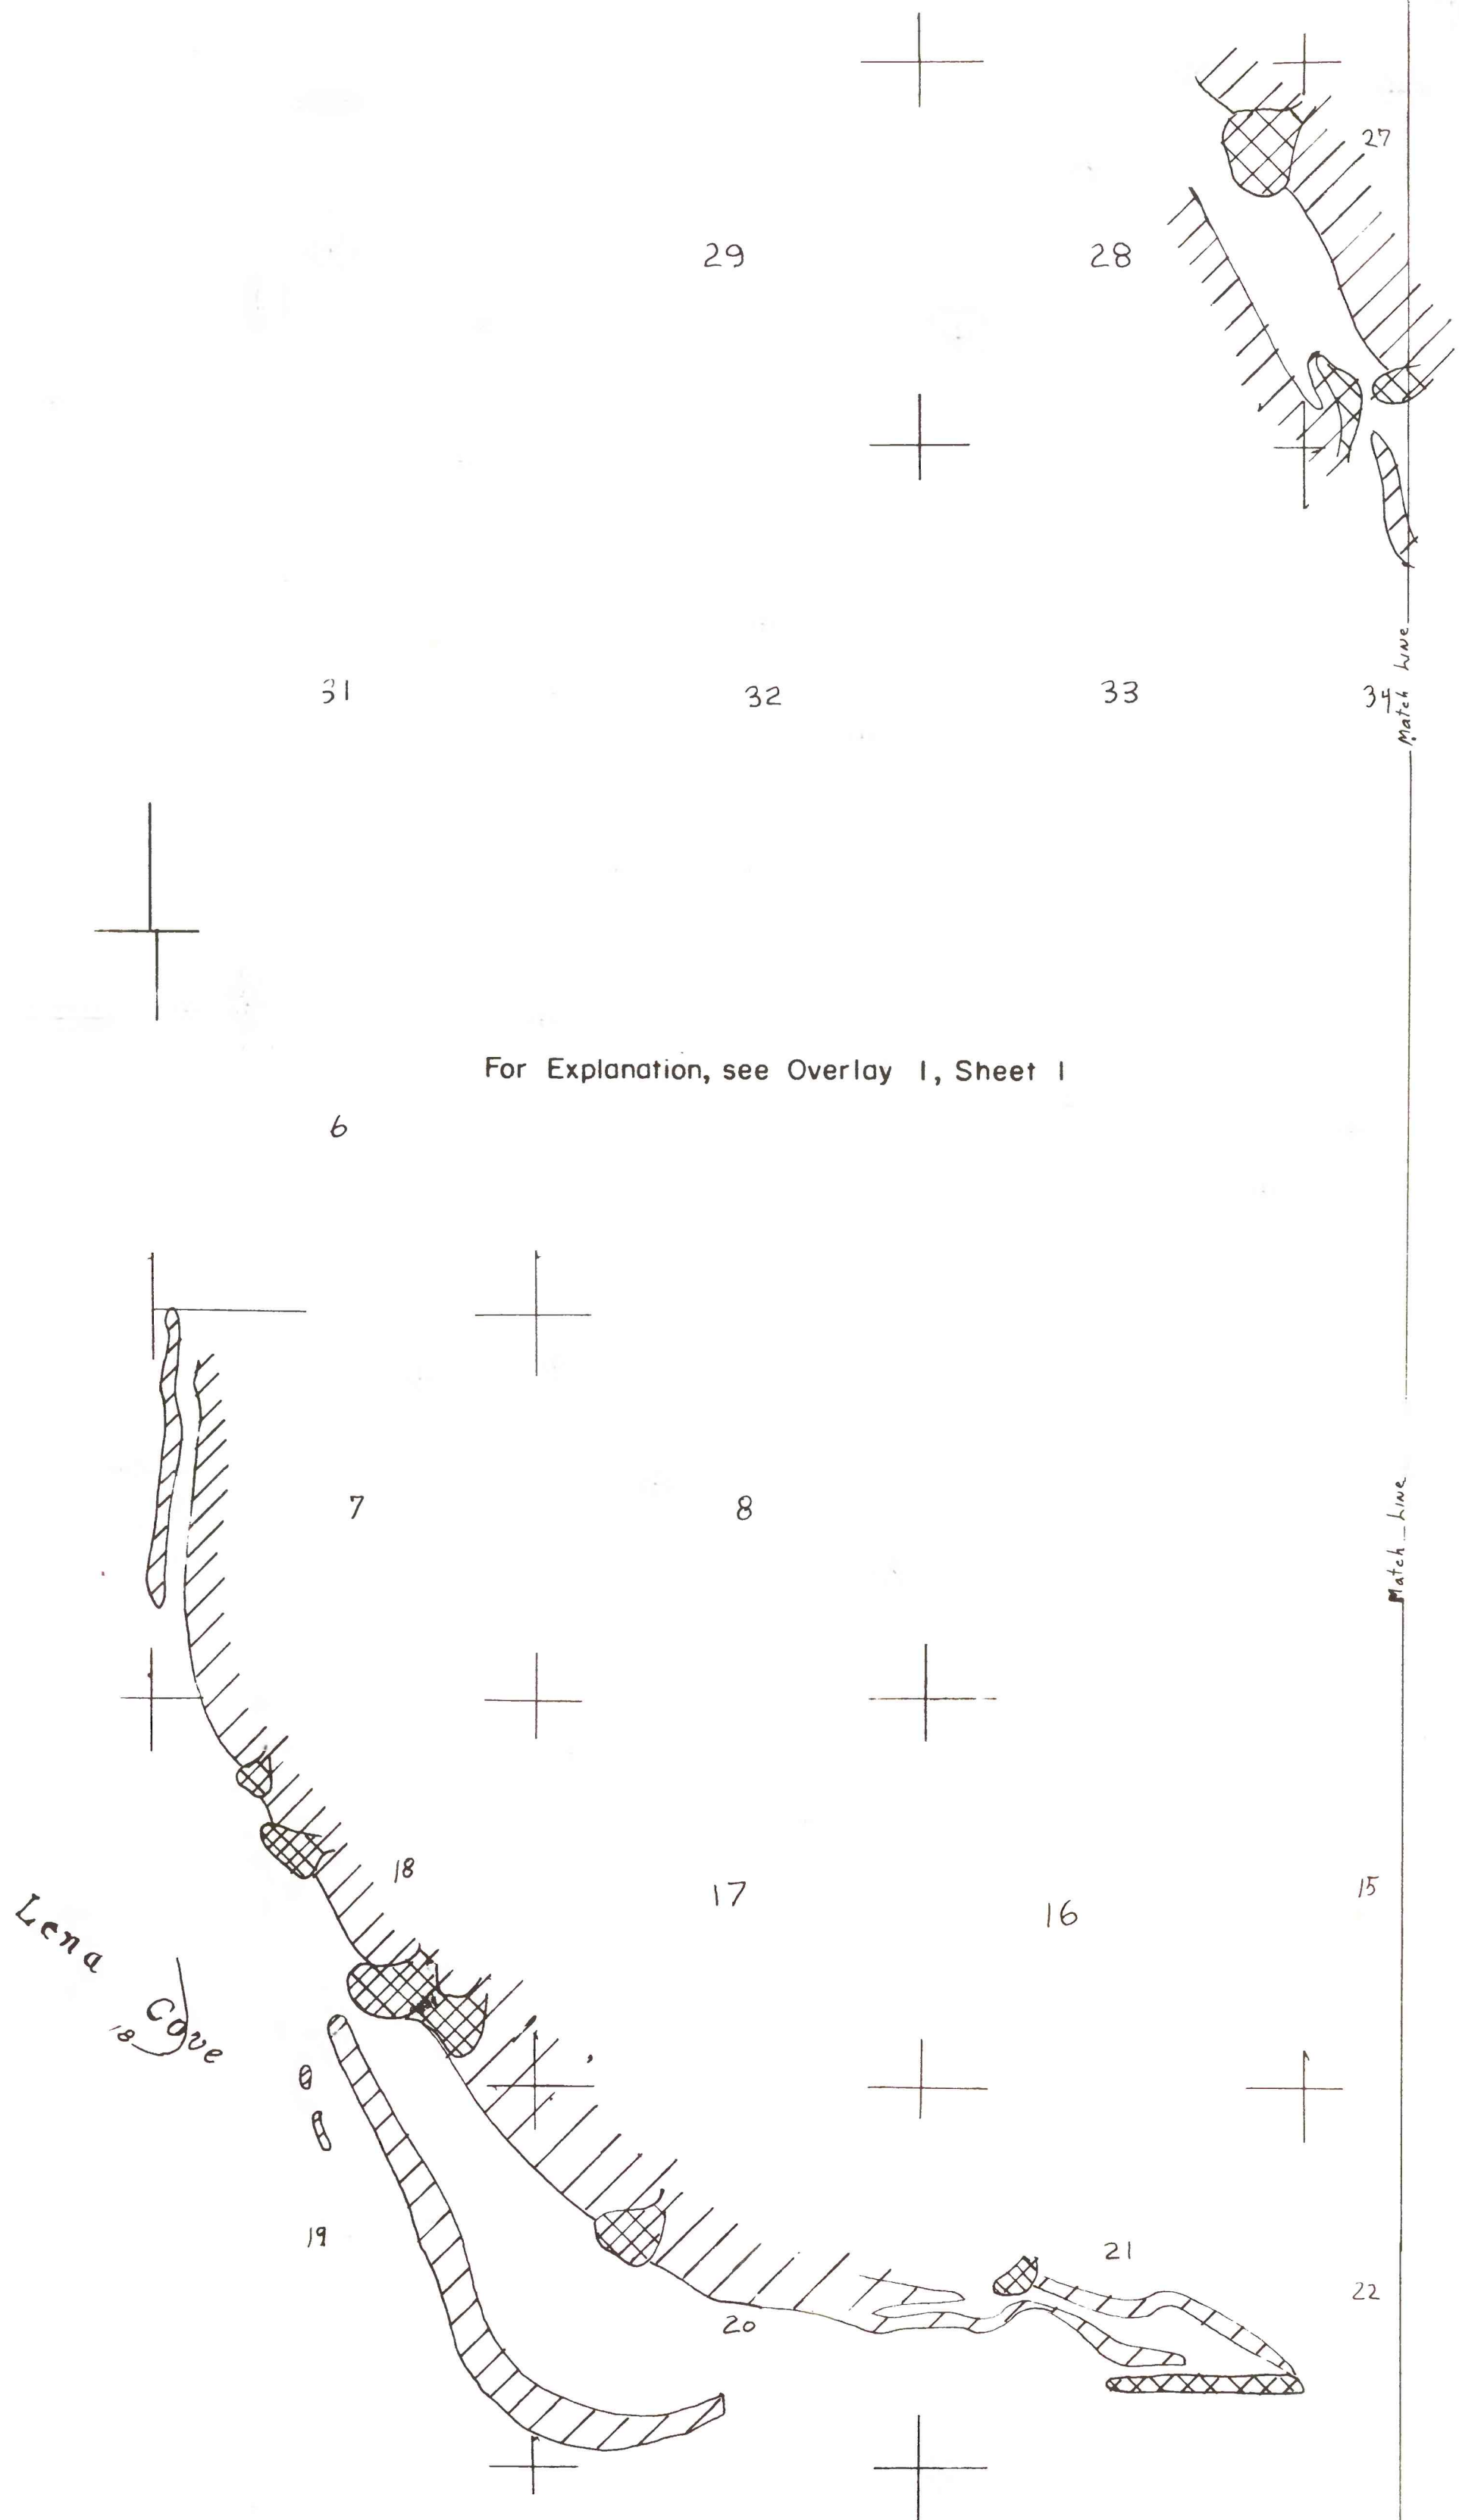 27
29 28
Match Line
31 32 33 34
For Explanation, see Overlay 1, Sheet 1
6
7 8
Match Line
18 17 16 15
Lena Cove
18
19
21
22
20